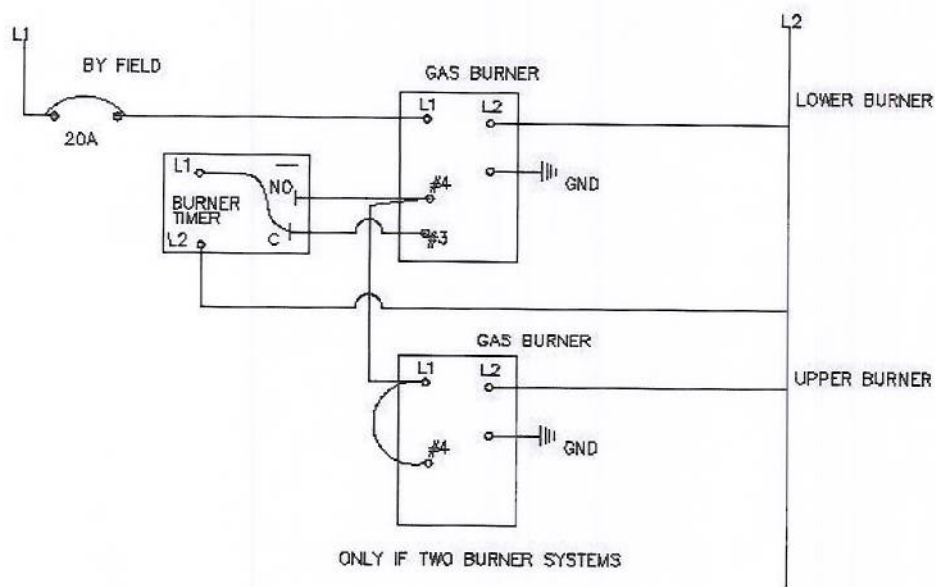 L1
L2
BY FIELD
20A
GAS BURNER
L1
L2
LOWER BURNER
GND
#4
#3
L1
NO
BURNER
TIMER
L2
C
GAS BURNER
L1
L2
UPPER BURNER
GND
#4
ONLY IF TWO BURNER SYSTEMS